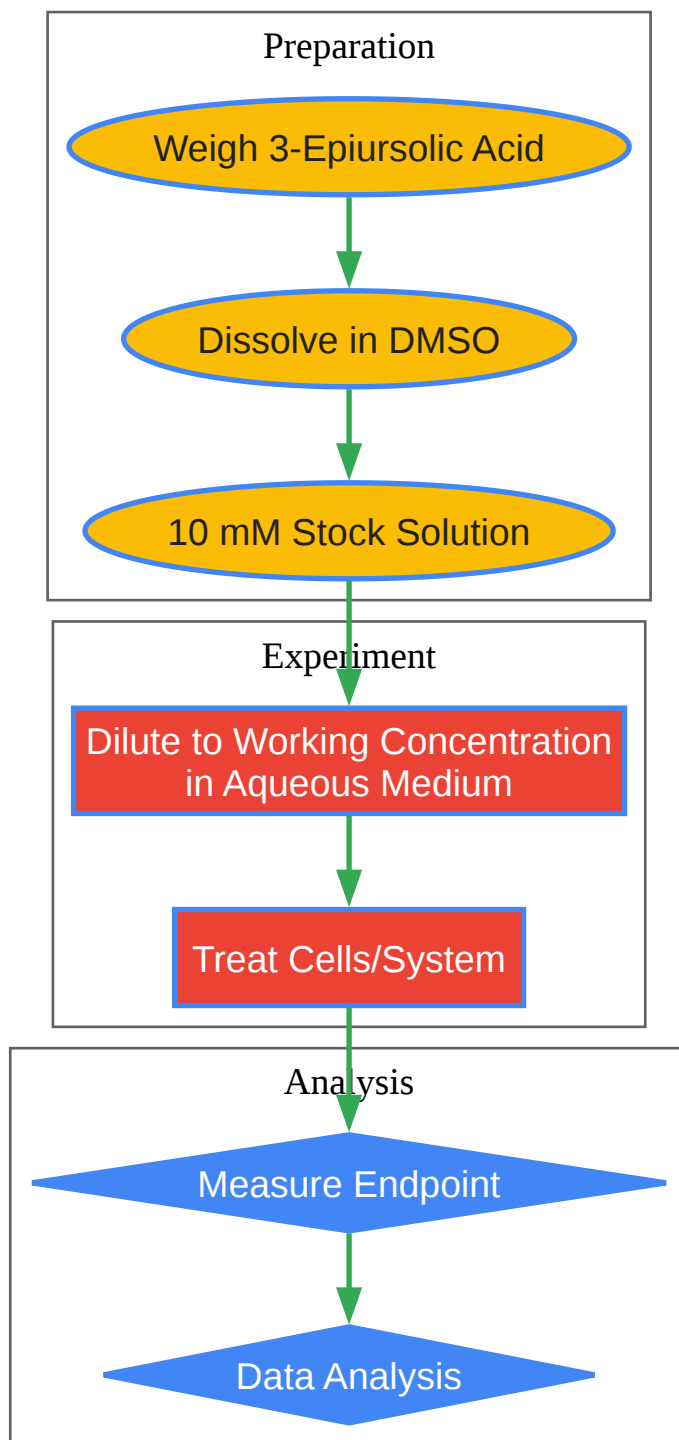 Preparation
Weigh 3-Epiursolic Acid
Dissolve in DMSO
10 mM Stock Solution
Experiment
Dilute to Working Concentration
in Aqueous Medium
Treat Cells/System
Analysis
Measure Endpoint
Data Analysis